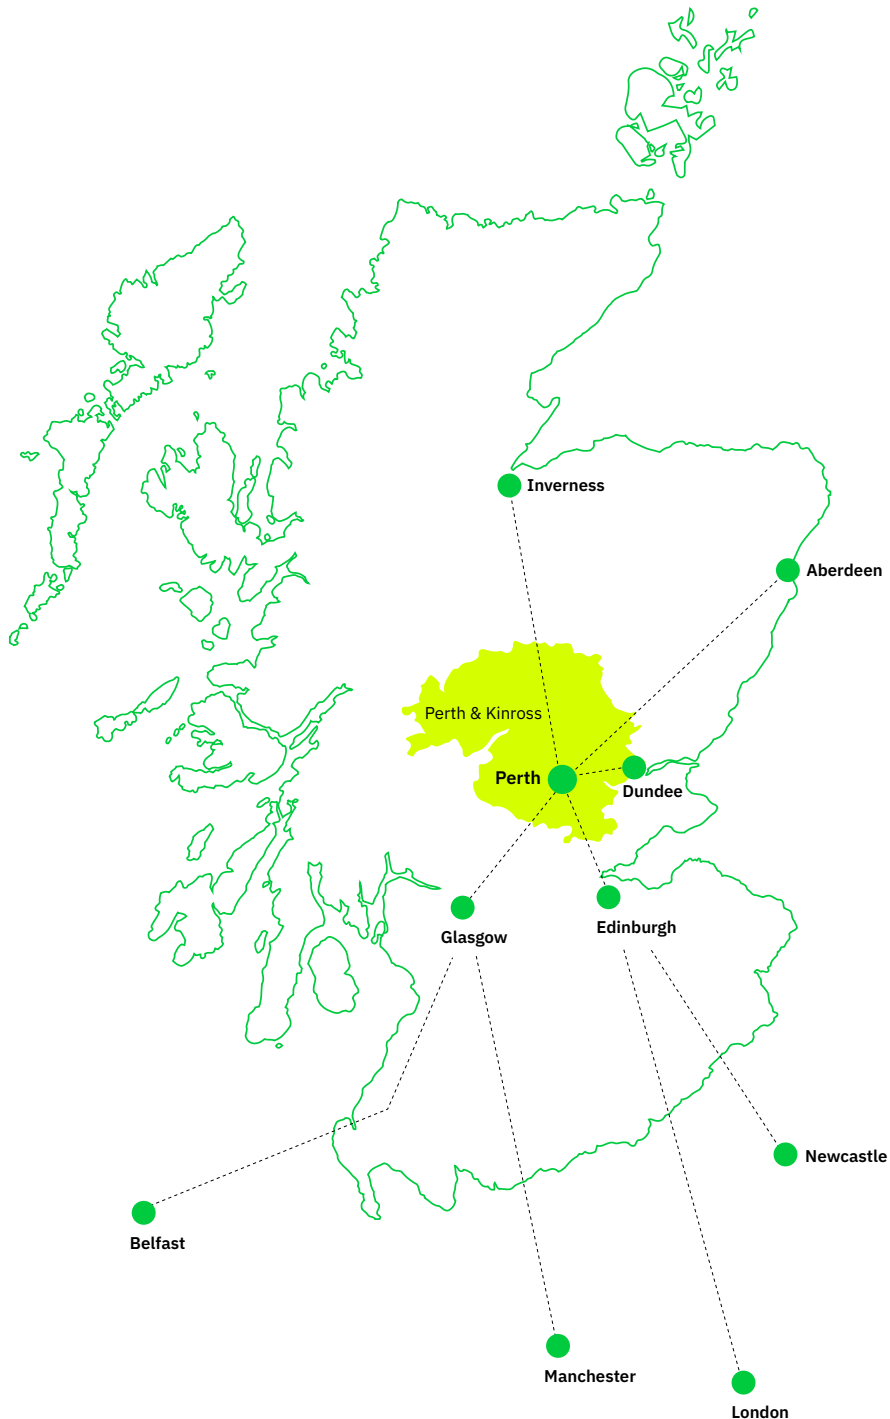 Inverness
Aberdeen
Perth & Kinross
Perth
Dundee
Edinburgh
Glasgow
Newcastle
Belfast
Manchester
London